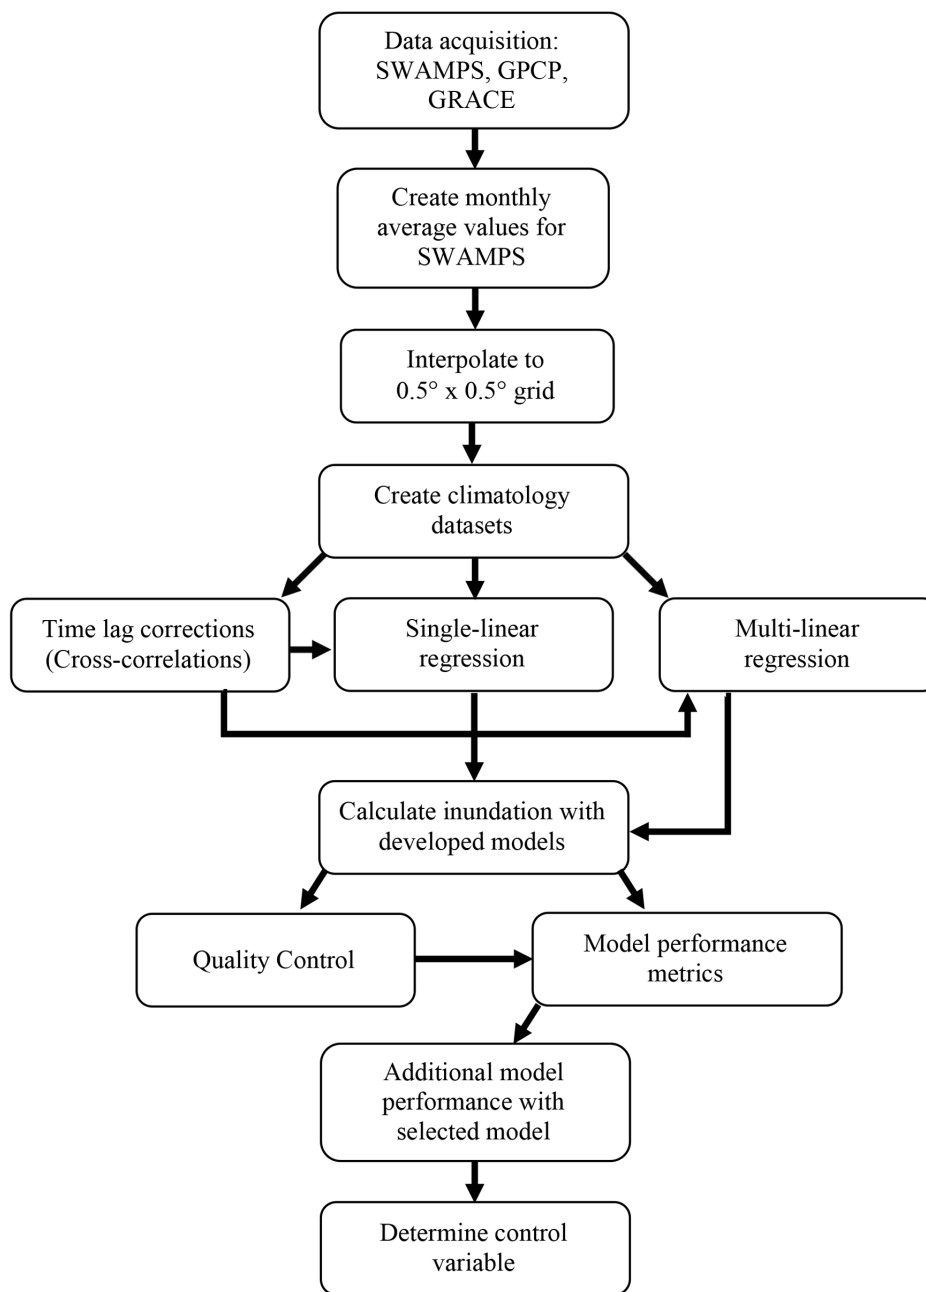 Data acquisition:
SWAMPS, GPCP,
GRACE
Create monthly
average values for
SWAMPS
Interpolate to
0.5° x 0.5° grid
Create climatology
datasets
Time lag corrections
(Cross-correlations)
Single-linear
regression
Multi-linear
regression
Calculate inundation with
developed models
Quality Control
Model performance
metrics
Additional model
performance with
selected model
Determine control
variable